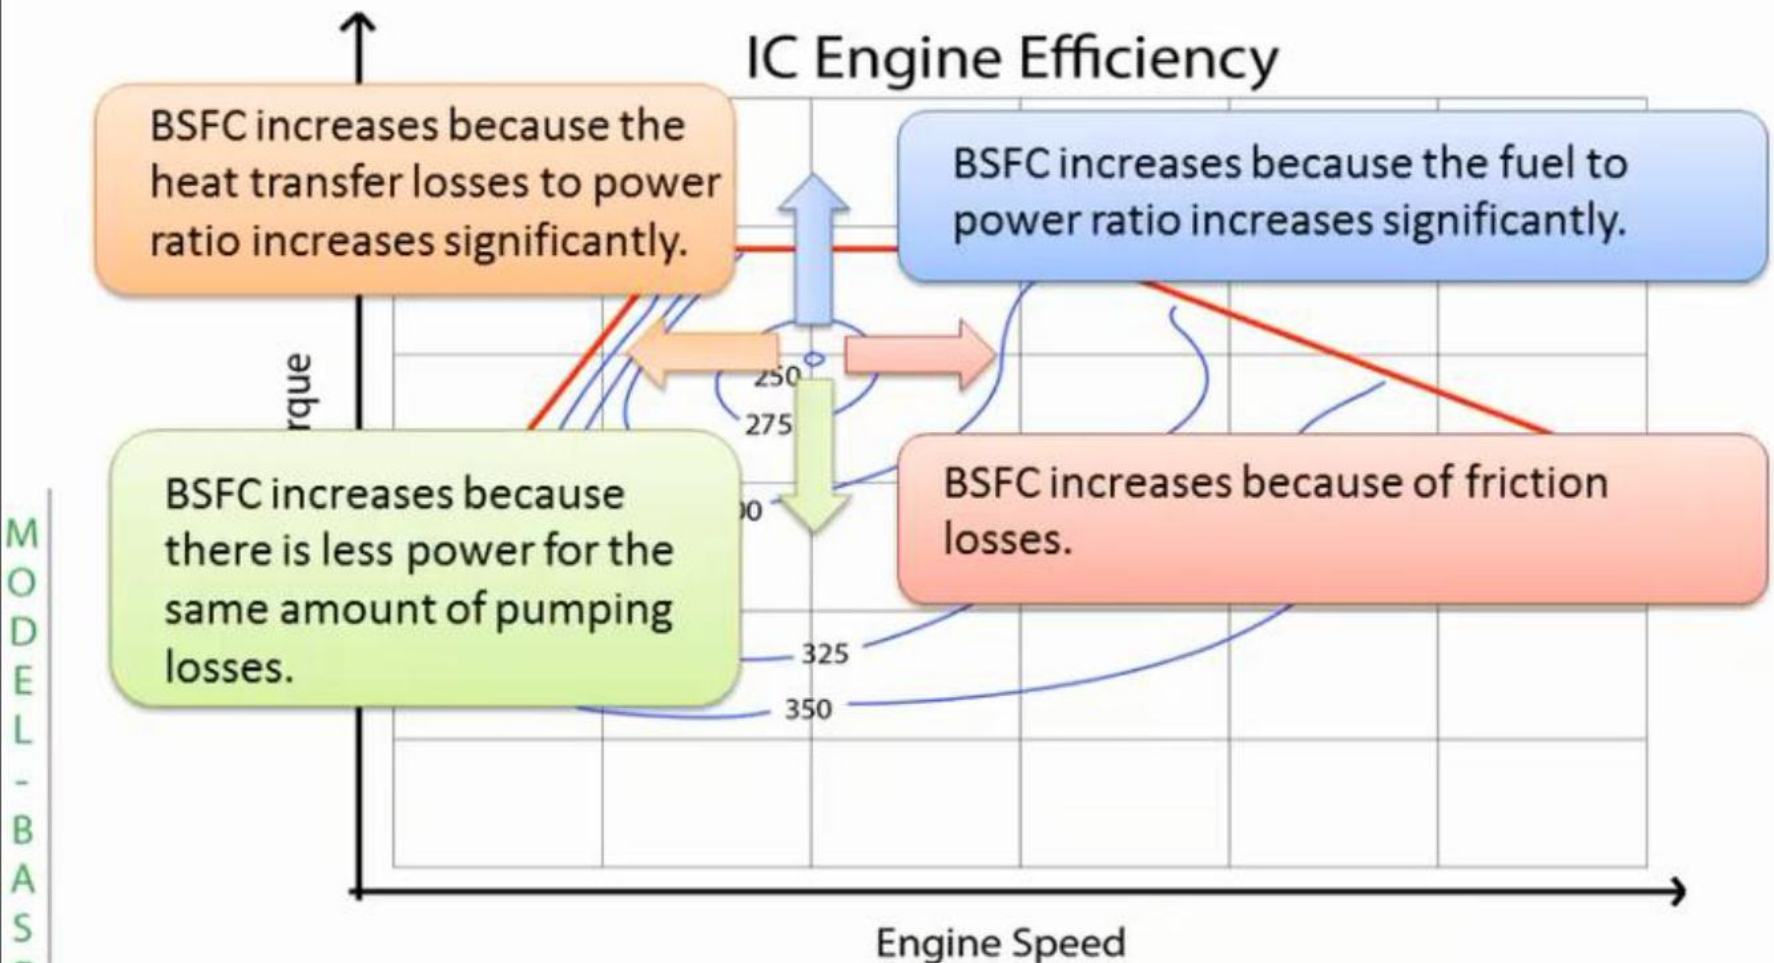 IC Engine Efficiency
BSFC increases because the
heat transfer losses to power
ratio increases significantly.
BSFC increases because the fuel to
power ratio increases significantly.
rque
250
275
BSFC increases because
there is less power for the
same amount of pumping
losses.
00
BSFC increases because of friction
losses.
325
350
Engine Speed
M
O
D
E
L
-
B
A
S